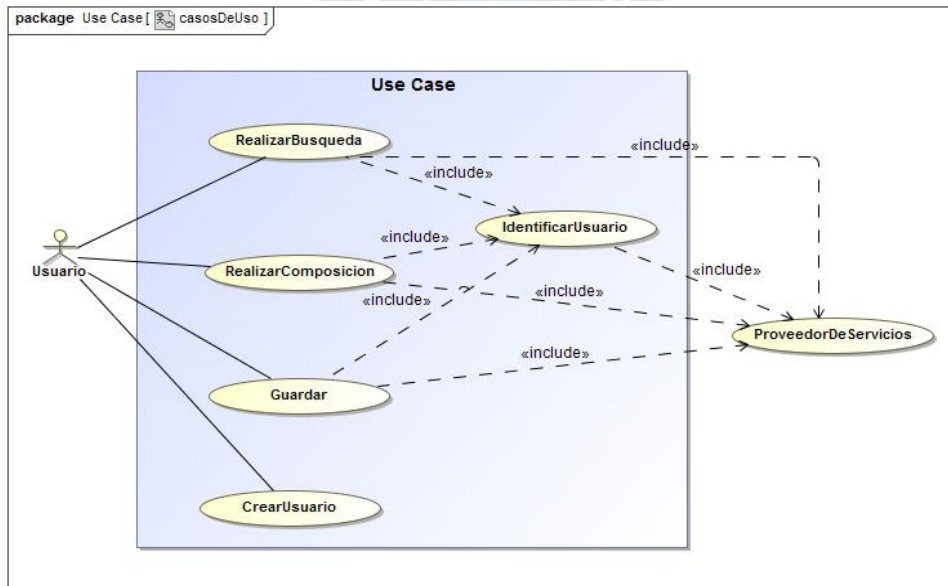 package Use Case [ casosDeUso ]
Use Case
RealizarBusqueda
«include»
«include»
IdentificarUsuario
«include»
Usuario
RealizarComposicion
«include»
«include»
«include»
ProveedorDeServicios
«include»
Guardar
CrearUsuario